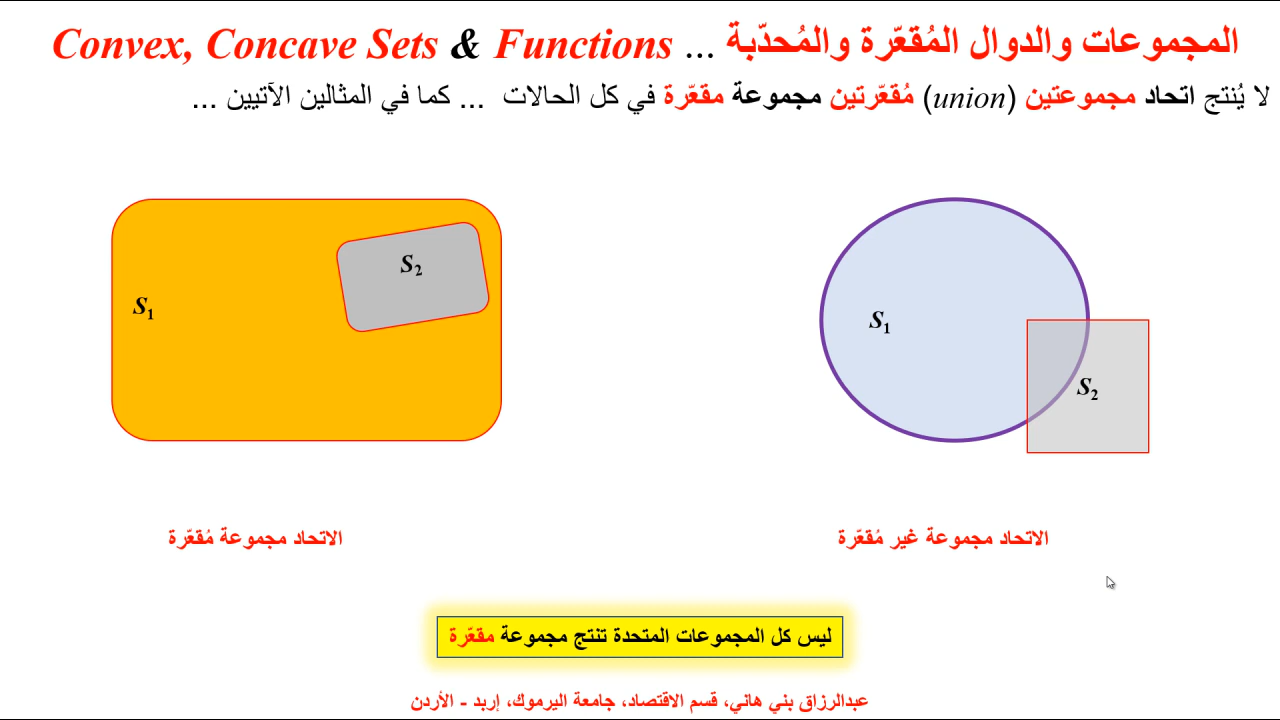 المجموعات والدوال المُقعّرة والمُحدّبة ... Convex, Concave Sets & Functions
لا يُنتج اتحاد مجموعتين (union) مُقعّرتين مجموعة مقعّرة في كل الحالات ... كما في المثالين الآتيين ...
S1
S2
S1
S2
الاتحاد مجموعة غير مُقعّرة
الاتحاد مجموعة مُقعّرة
ليس كل المجموعات المتحدة تنتج مجموعة مقعّرة
عبدالرزاق بني هاني، قسم الاقتصاد، جامعة اليرموك، إربد - الأردن